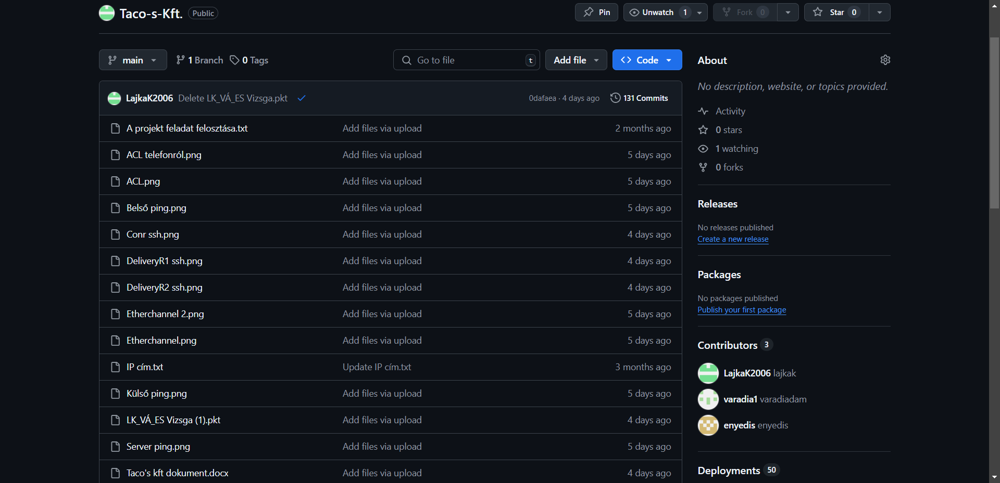 Taco-s-Kft. Public
Pin
Unwatch 1
Fork 0
Star 0
main
1 Branch
0 Tags
Go to file t
Add file
Code
LajkaK2006 Delete LK_VÁ_ES Vizsga.pkt 0dafaea · 4 days ago 131 Commits
A projekt feladat felosztása.txt Add files via upload 2 months ago
ACL telefonról.png Add files via upload 5 days ago
ACL.png Add files via upload 5 days ago
Belső ping.png Add files via upload 5 days ago
Conr ssh.png Add files via upload 4 days ago
DeliveryR1 ssh.png Add files via upload 4 days ago
DeliveryR2 ssh.png Add files via upload 4 days ago
Etherchannel 2.png Add files via upload 5 days ago
Etherchannel.png Add files via upload 5 days ago
IP cím.txt Update IP cím.txt 3 months ago
Külső ping.png Add files via upload 5 days ago
LK_VÁ_ES Vizsga (1).pkt Add files via upload 4 days ago
Server ping.png Add files via upload 5 days ago
Taco's kft dokument.docx Add files via upload 4 days ago
About
No description, website, or topics provided.
Activity
0 stars
1 watching
0 forks
Releases
No releases published
Create a new release
Packages
No packages published
Publish your first package
Contributors 3
LajkaK2006 lajkak
varadia1 varadiadam
enyedis enyedis
Deployments 50